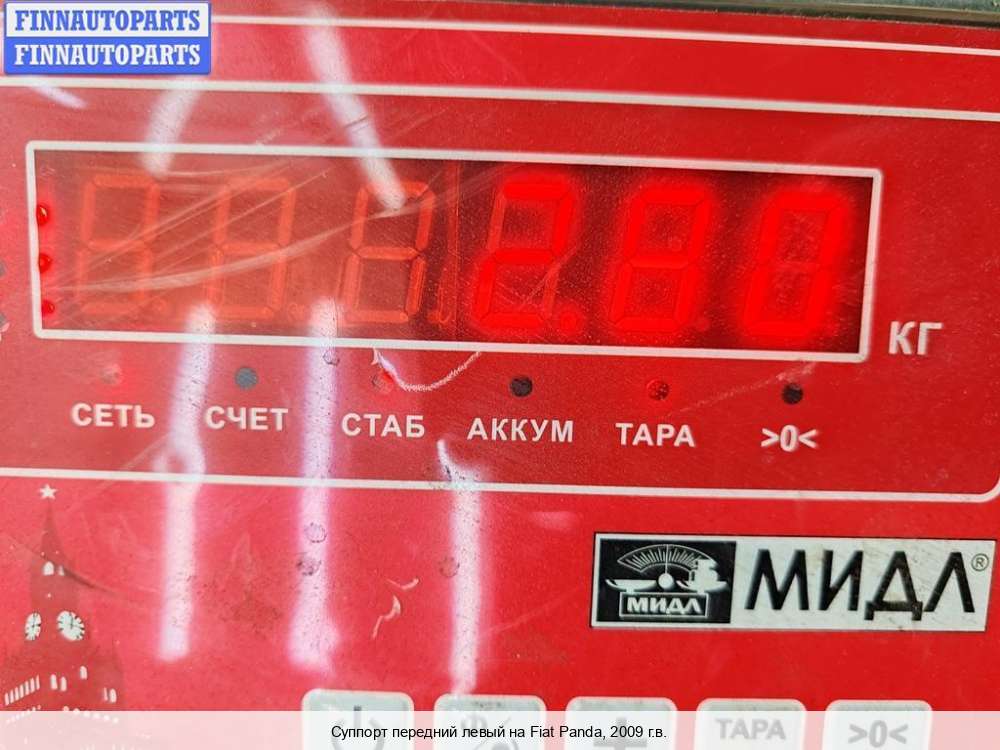 FINNAUTOPARTS
FINNAUTOPARTS
2.80
КГ
СЕТЬ СЧЕТ СТАБ АККУМ ТАРА >0<
МИДЛ МИДЛ®
ТАРА >0<
Суппорт передний левый на Fiat Panda, 2009 г.в.